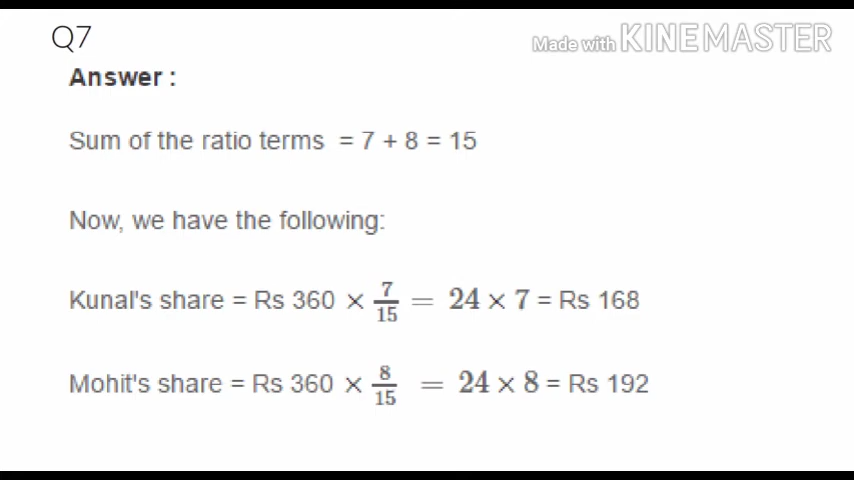 Q7
Made with KINEMASTER
Answer :
Sum of the ratio terms = 7 + 8 = 15
Now, we have the following:
Kunal's share = Rs 360 × 7/15 = 24 × 7 = Rs 168
Mohit's share = Rs 360 × 8/15 = 24 × 8 = Rs 192